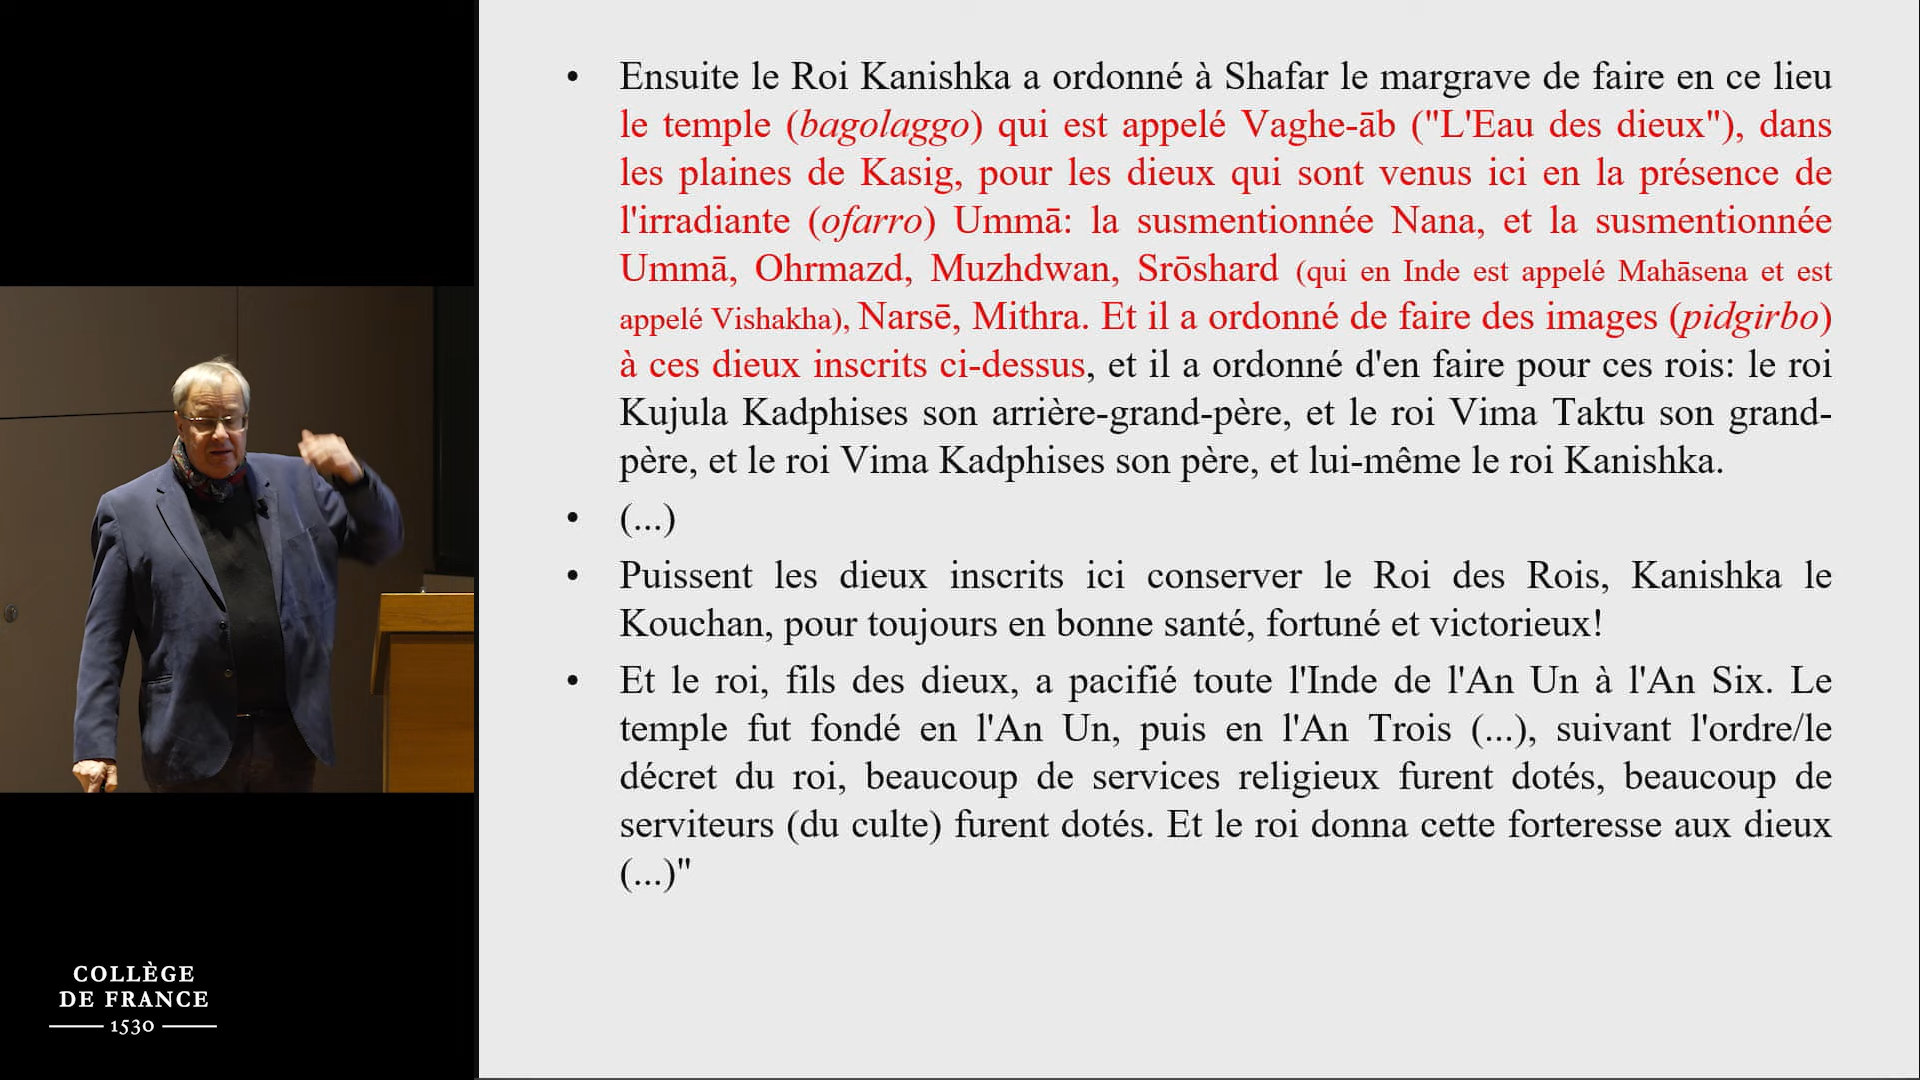 • Ensuite le Roi Kanishka a ordonné à Shafar le margrave de faire en ce lieu
le temple (bagolaggo) qui est appelé Vaghe-āb ("L'Eau des dieux"), dans
les plaines de Kasig, pour les dieux qui sont venus ici en la présence de
l'irradiante (ofarro) Ummā: la susmentionnée Nana, et la susmentionnée
Ummā, Ohrmazd, Muzhdwan, Srōshard (qui en Inde est appelé Mahāsena et est
appelé Vishakha), Narsē, Mithra. Et il a ordonné de faire des images (pidgirbo)
à ces dieux inscrits ci-dessus, et il a ordonné d'en faire pour ces rois: le roi
Kujula Kadphises son arrière-grand-père, et le roi Vima Taktu son grand-
père, et le roi Vima Kadphises son père, et lui-même le roi Kanishka.
• (...)
• Puissent les dieux inscrits ici conserver le Roi des Rois, Kanishka le
Kouchan, pour toujours en bonne santé, fortuné et victorieux!
• Et le roi, fils des dieux, a pacifié toute l'Inde de l'An Un à l'An Six. Le
temple fut fondé en l'An Un, puis en l'An Trois (...), suivant l'ordre/le
décret du roi, beaucoup de services religieux furent dotés, beaucoup de
serviteurs (du culte) furent dotés. Et le roi donna cette forteresse aux dieux
(...)"
COLLÈGE
DE FRANCE
1530